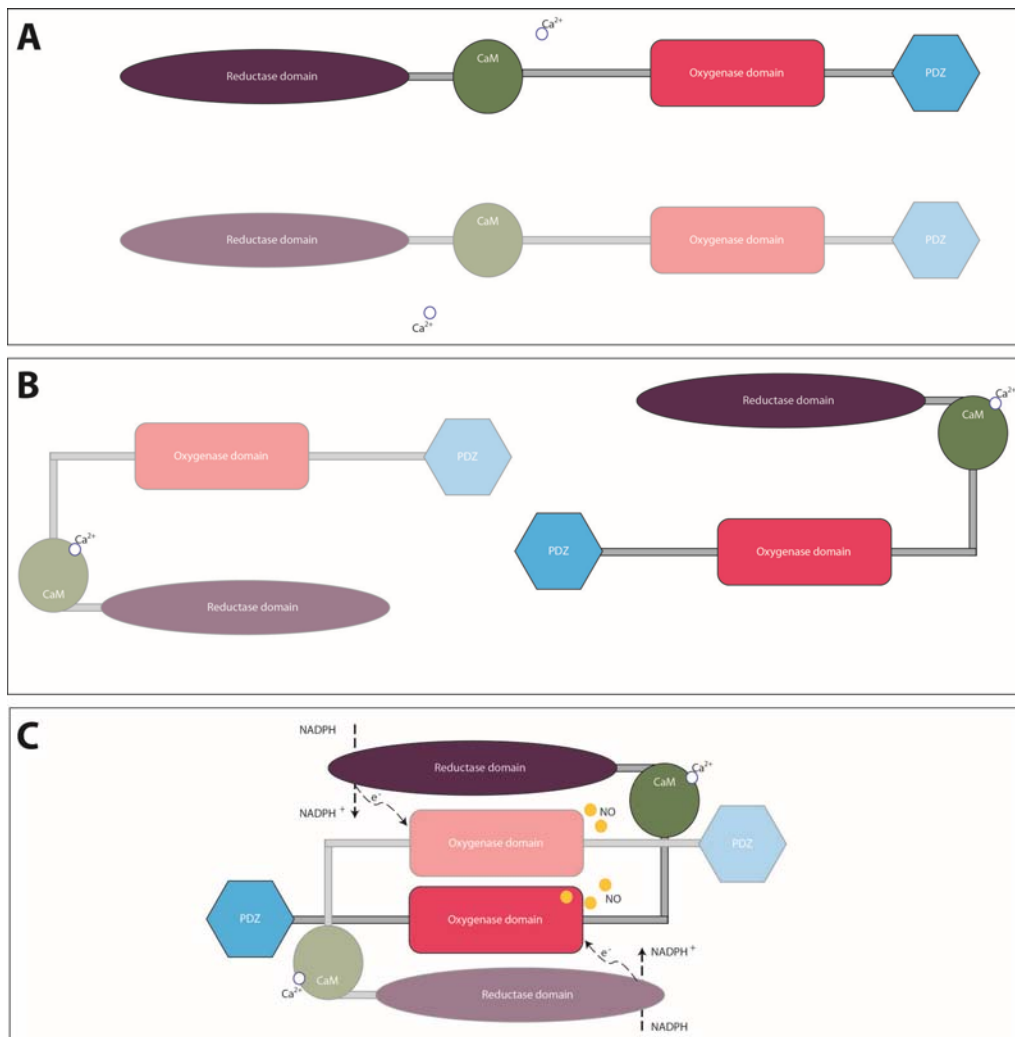 A
Ca2+
Reductase domain
CaM
Oxygenase domain
PDZ
Reductase domain
CaM
Oxygenase domain
PDZ
Ca2+
B
Reductase domain
CaM
Ca2+
Oxygenase domain
PDZ
Ca2+
CaM
Reductase domain
PDZ
Oxygenase domain
C
NADPH
Reductase domain
CaM
Ca2+
NADPH +
e-
NO
Oxygenase domain
PDZ
PDZ
Oxygenase domain
NO
e-
NADPH +
CaM
Ca2+
Reductase domain
NADPH